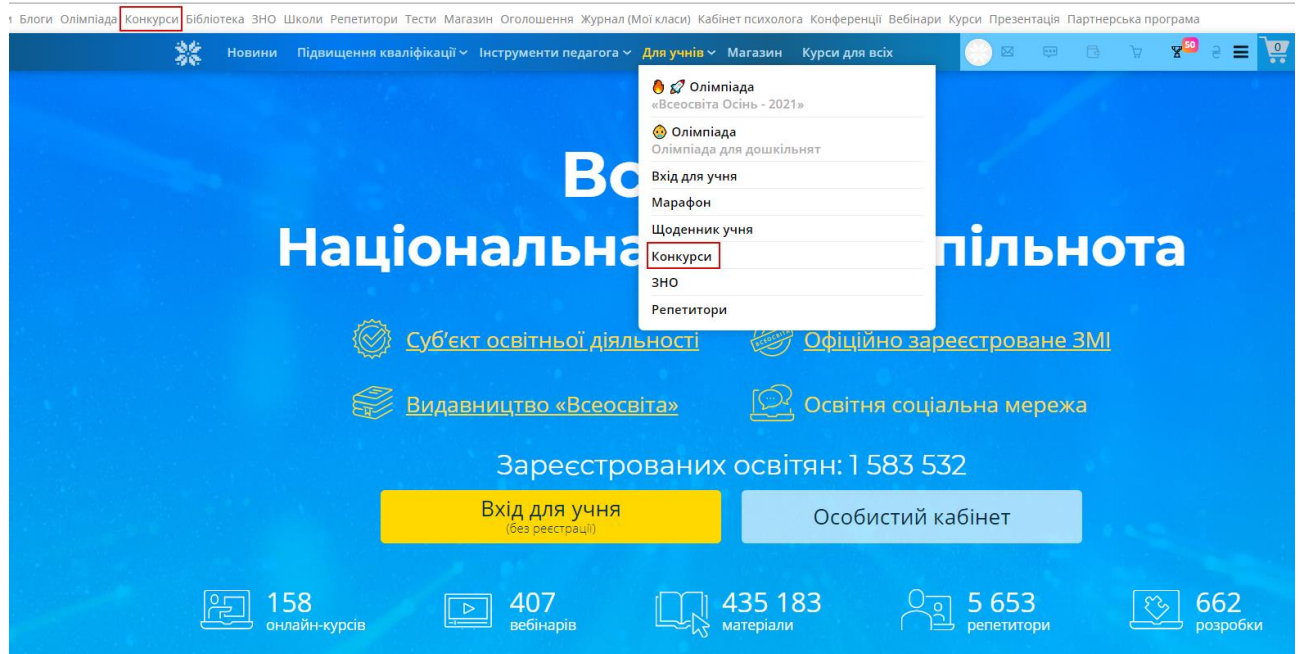 Блоги Олімпіада Конкурси Бібліотека ЗНО Школи Репетитори Тести Магазин Оголошення Журнал (Мої класи) Кабінет психолога Конференції Вебінари Курси Презентація Партнерська програма
Новини Підвищення кваліфікації Інструменти педагога Для учнів Магазин Курси для всіх 50 0
Олімпіада
«Всеосвіта Осінь - 2021»
Олімпіада
Олімпіада для дошкільнят
Вхід для учня
Марафон
Щоденник учня
Конкурси
ЗНО
Репетитори
Національна
Суб’єкт освітньої діяльності
Офіційно зареєстроване ЗМІ
Видавництво «Всеосвіта»
Освітня соціальна мережа
Зареєстрованих освітян: 1 583 532
Вхід для учня
(без реєстрації)
Особистий кабінет
158
онлайн-курсів
407
вебінарів
435 183
матеріали
5 653
репетитори
662
розробки